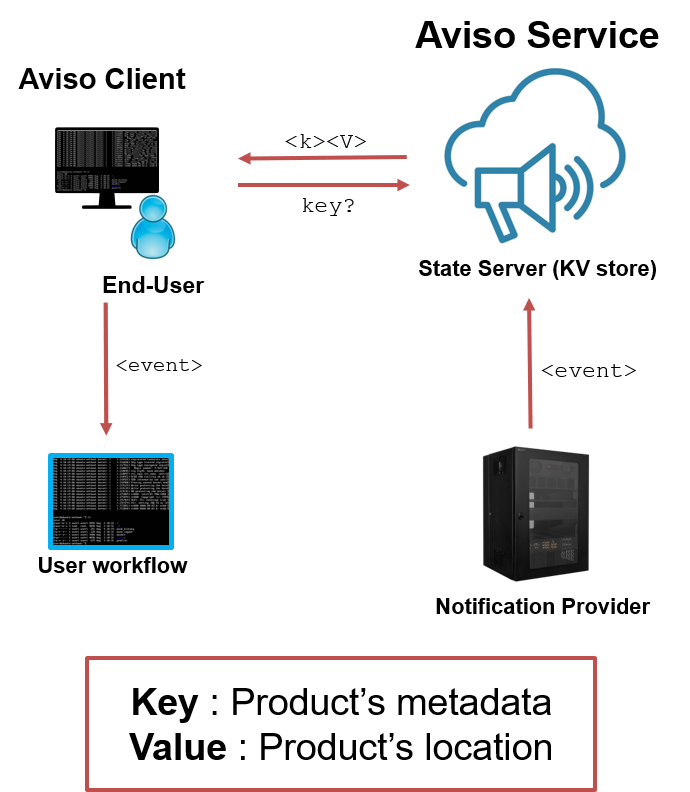 Aviso Service
Aviso Client
<k><V>
key?
State Server (KV store)
End-User
<event>
<event>
User workflow
Notification Provider
Key : Product's metadata
Value : Product's location